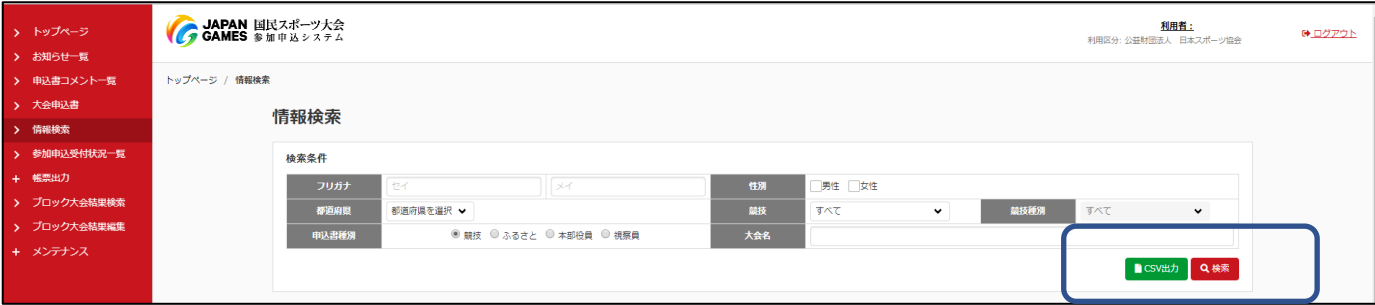 トップページ
お知らせ一覧
申込書コメント一覧
大会申込書
情報検索
参加申込受付状況一覧
帳票出力
ブロック大会結果検索
ブロック大会結果編集
メンテナンス
JAPAN GAMES 国民スポーツ大会
参加申込システム
利用者：
利用区分: 公益財団法人 日本スポーツ協会
ログアウト
トップページ / 情報検索
情報検索
検索条件
フリガナ セイ メイ 性別 男性 女性
都道府県 都道府県を選択 競技 すべて 競技種別 すべて
申込書種別 競技 ふるさと 本部役員 視察員 大会名
CSV出力 検索